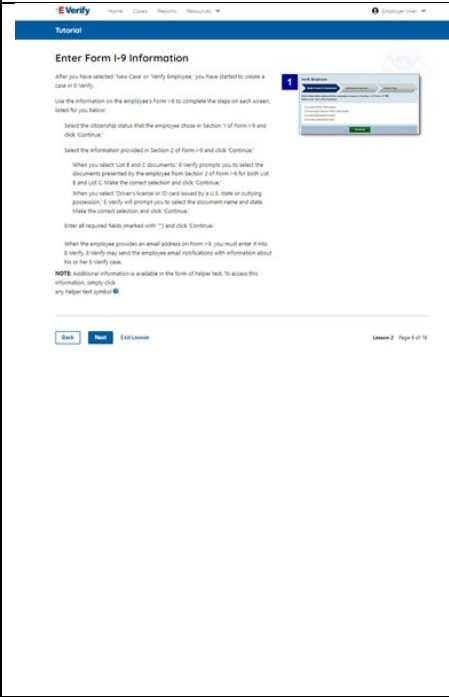 E-Verify Home Cases Reports Resources Employer User
Tutorial
Enter Form I-9 Information
After you have selected 'New Case' or 'Verify Employee,' you have started to create a
case in E-Verify.
Use the information on the employee's Form I-9 to complete the steps on each screen,
listed for you below:
Select the citizenship status that the employee chose in Section 1 of Form I-9 and
click 'Continue.'
Select the information provided in Section 2 of Form I-9 and click 'Continue.'
When you select 'List B and C documents,' E-Verify prompts you to select the
documents presented by the employee from Section 2 of Form I-9 for both List
B and List C. Make the correct selection and click 'Continue.'
When you select 'Driver's license or ID card issued by a U.S. state or outlying
possession,' E-Verify will prompt you to select the document name and state.
Make the correct selection and click 'Continue'
Enter all required fields (marked with '*') and click 'Continue.'
When the employee provides an email address on Form I-9, you must enter it into
E-Verify. E-Verify may send the employee email notifications with information about
his or her E-Verify case.
NOTE: Additional information is available in the form of helper text. To access this
information, simply click
any helper text symbol
1
Verify Employee
Back Next Exit Lesson Lesson 2 Page 6 of 18